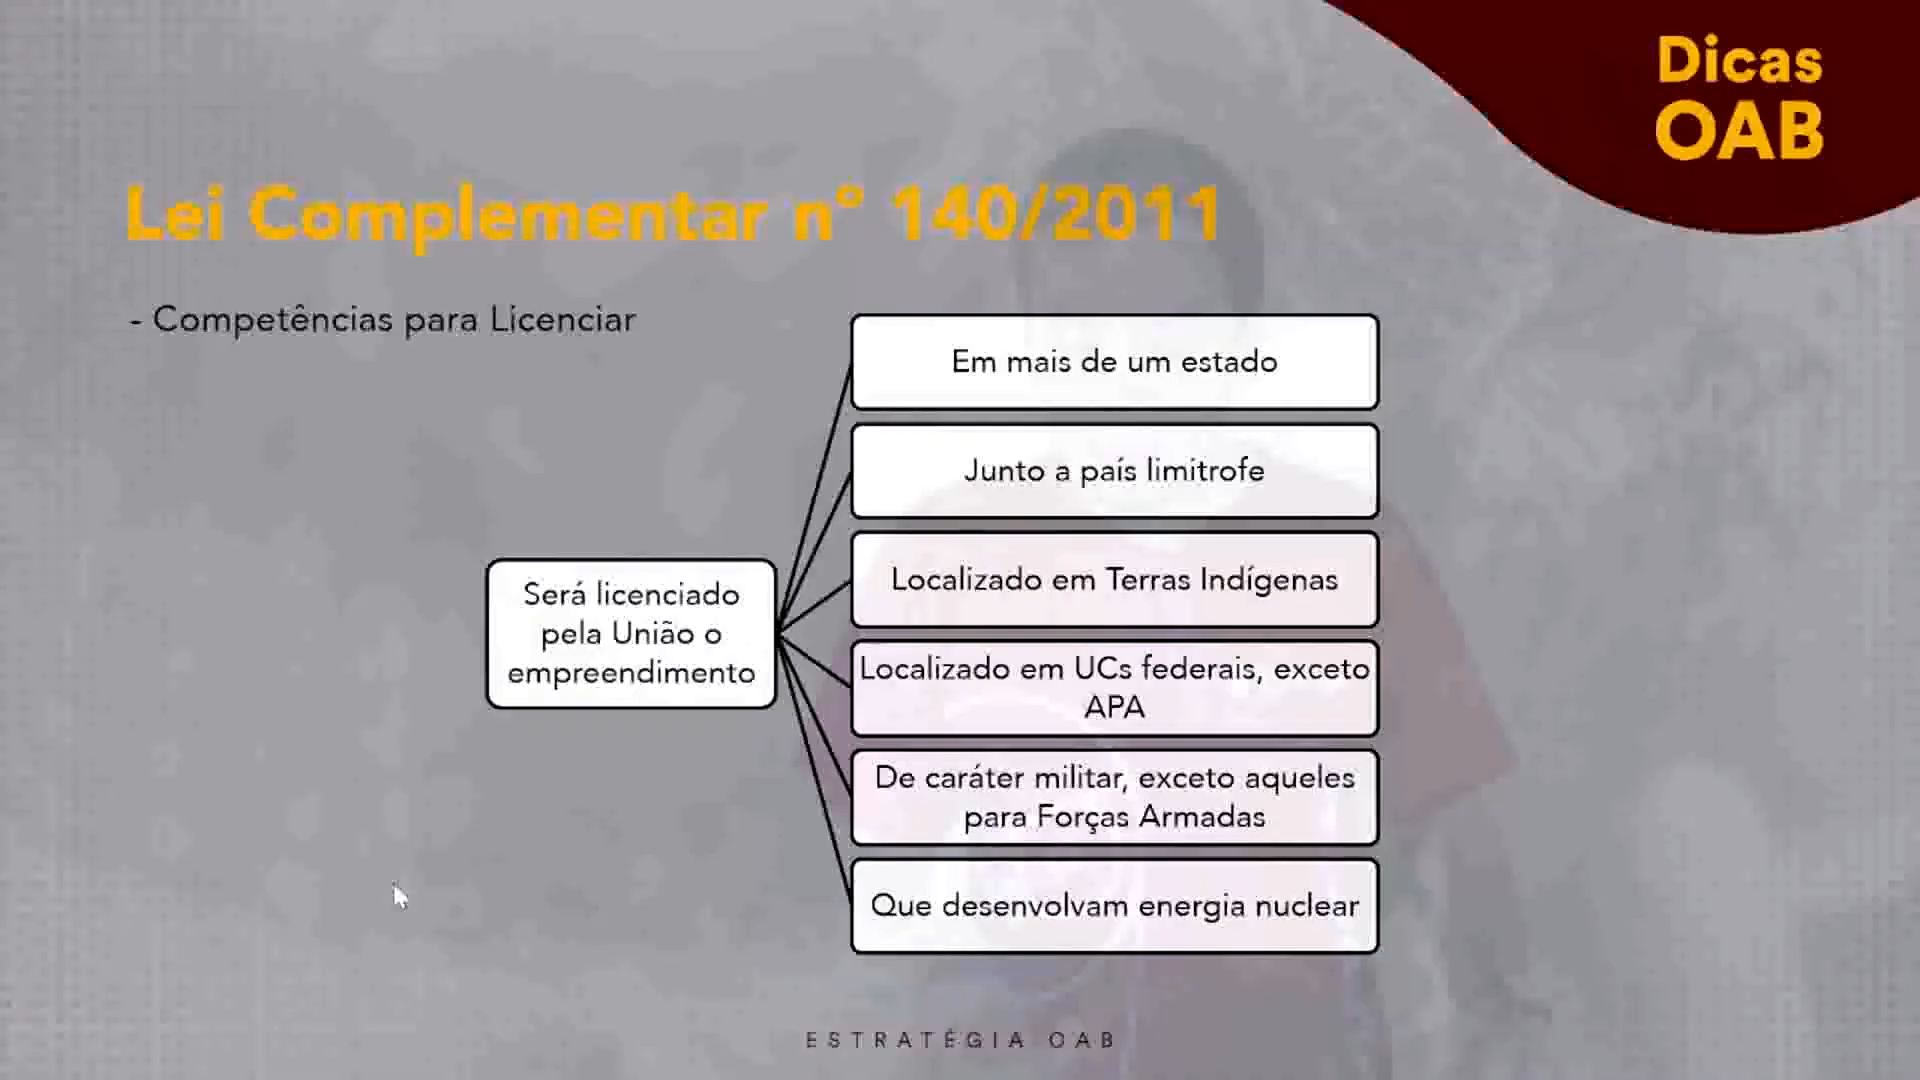 Dicas
OAB
Lei Complementar nº 140/2011
- Competências para Licenciar
Será licenciado
pela União o
empreendimento
Em mais de um estado
Junto a país limitrofe
Localizado em Terras Indígenas
Localizado em UCs federais, exceto
APA
De caráter militar, exceto aqueles
para Forças Armadas
Que desenvolvam energia nuclear
ESTRATÉGIA OAB